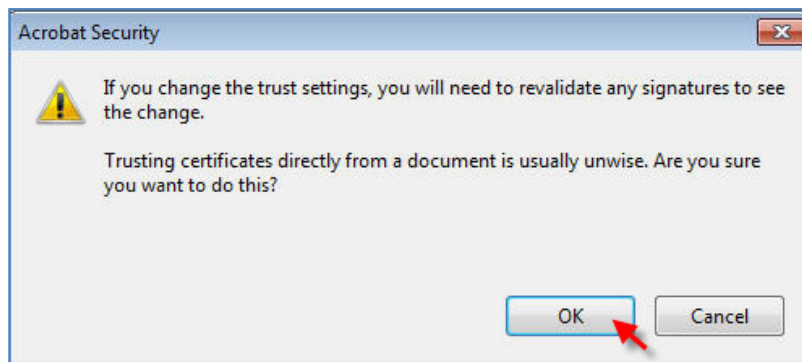 Acrobat Security
If you change the trust settings, you will need to revalidate any signatures to see
the change.
Trusting certificates directly from a document is usually unwise. Are you sure
you want to do this?
OK
Cancel